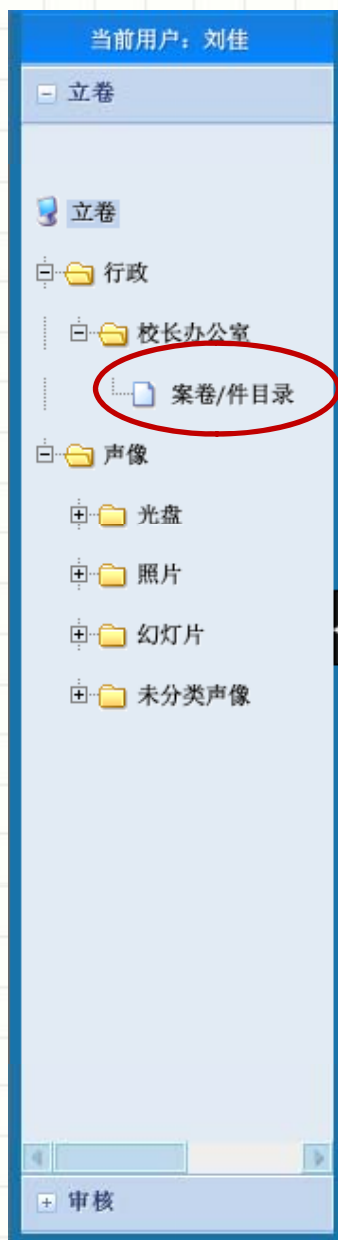 当前用户：刘佳
立卷
立卷
行政
校长办公室
案卷/件目录
声像
光盘
照片
幻灯片
未分类声像
审核